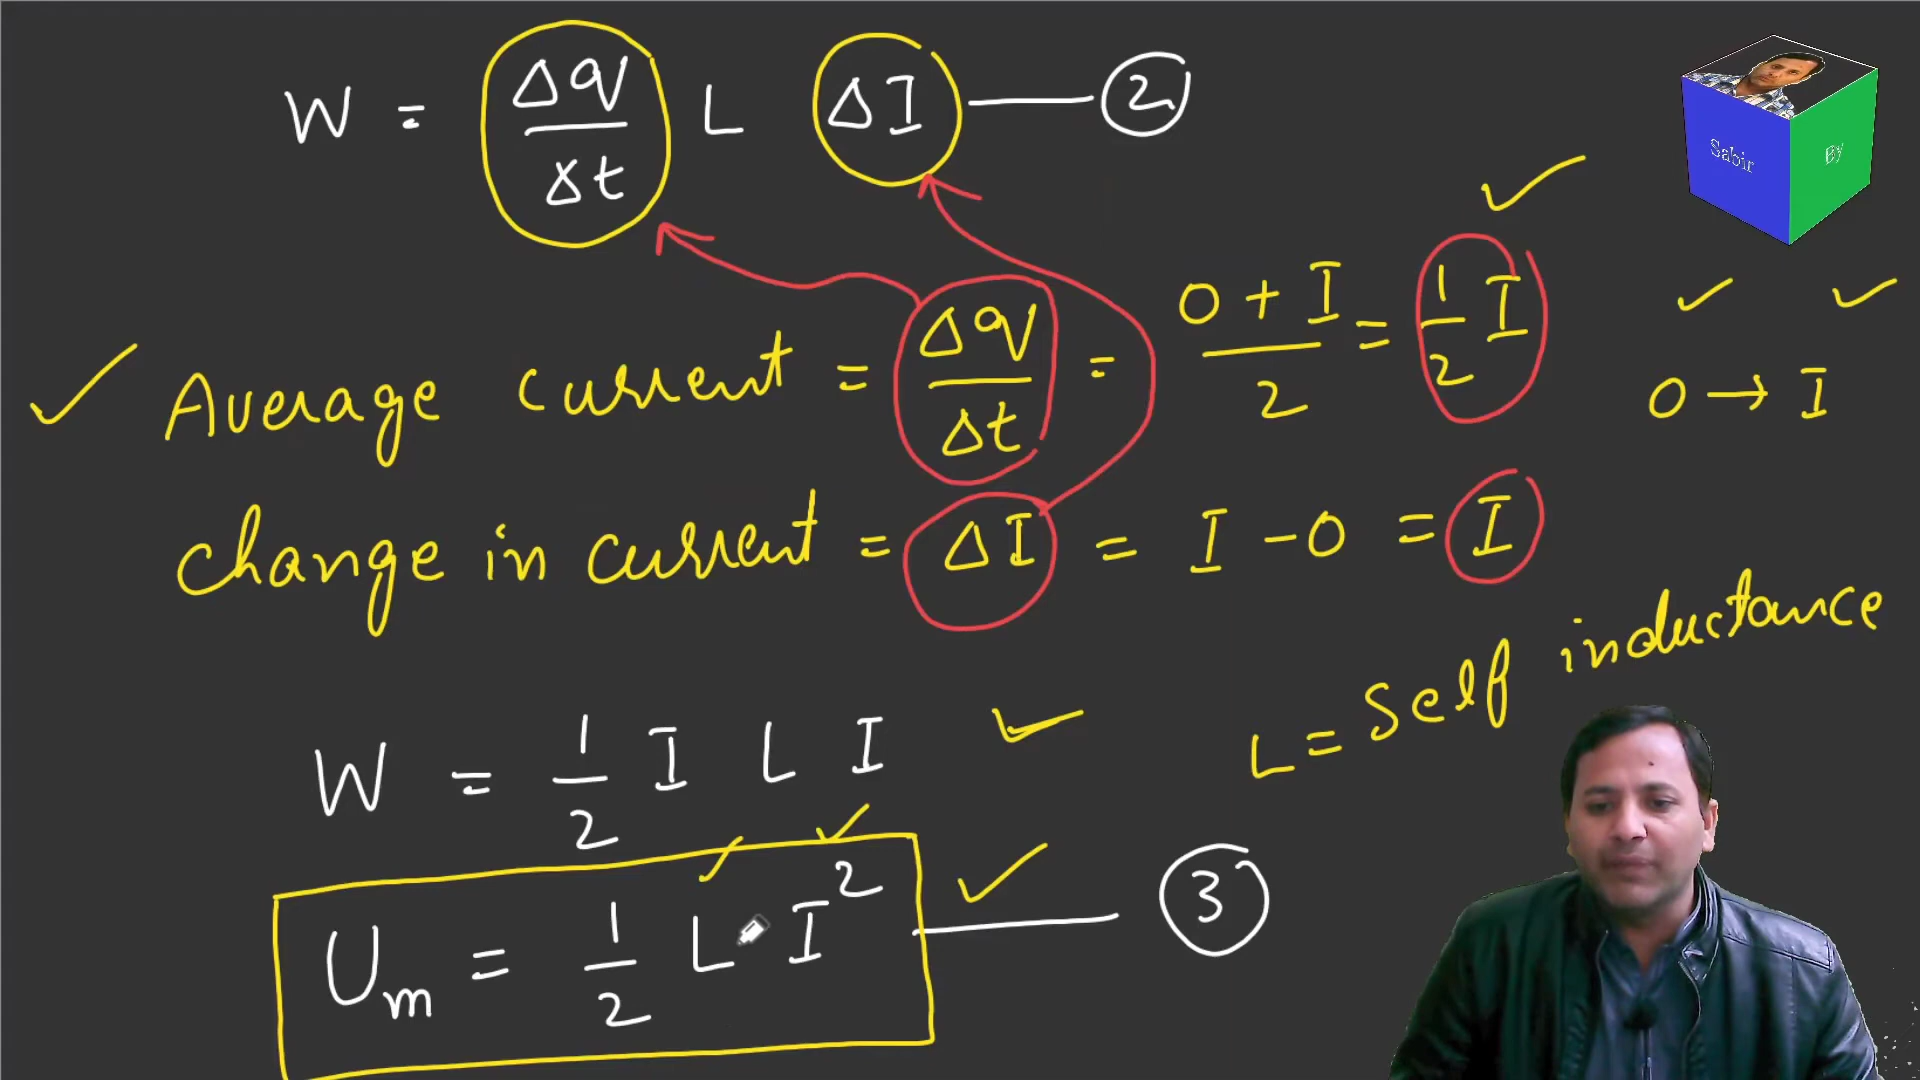 W = Δq/Δt L ΔI — 2
Sabir
By
Average current = Δq/Δt = 0 + I/2 = 1/2 I
0 → I
Change in current = ΔI = I - 0 = I
L = Self inductance
W = 1/2 I L I
Um = 1/2 L · I² — 3